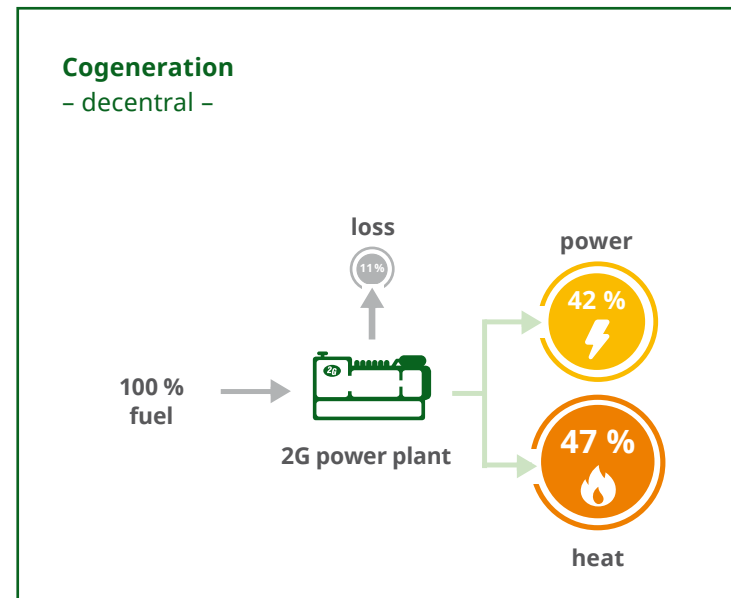 Cogeneration
– decentral –
loss
11%
power
42 %
100 %
fuel
2G
2G power plant
47 %
heat